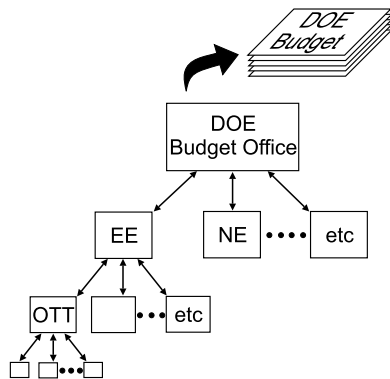 DOE
Budget
DOE
Budget Office
EE
NE
etc
OTT
etc